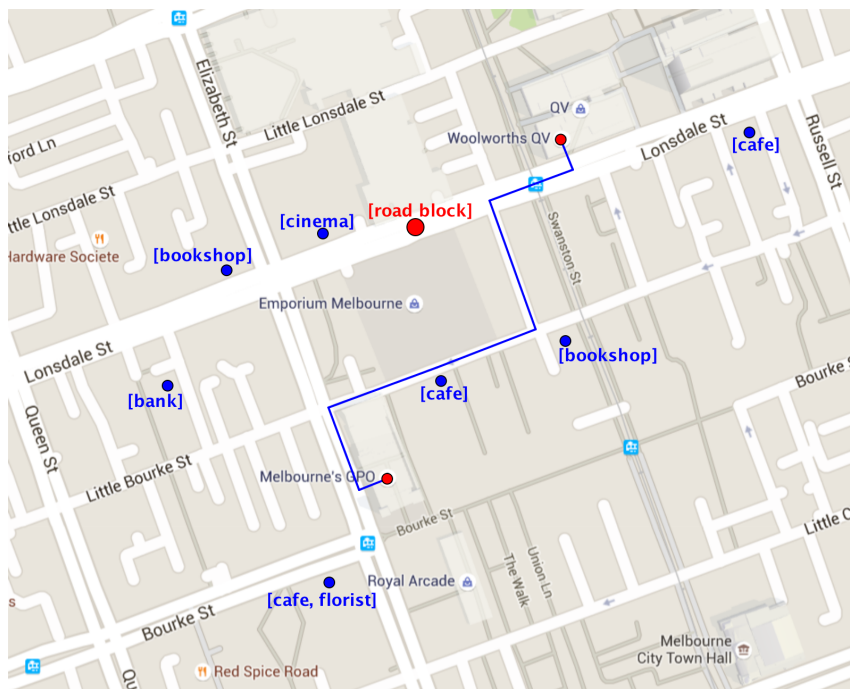 Elizabeth St
QV
Woolworths QV
Lonsdale St
[cafe]
Russell St
Little Lonsdale St
ford Ln
ttle Lonsdale St
[road block]
[cinema]
Hardware Societe
[bookshop]
Swanston St
Emporium Melbourne
Lonsdale St
[bookshop]
Bourke S
[bank]
[cafe]
Queen St
Little Bourke St
Melbourne's GPO
Bourke St
Little C
Royal Arcade
The Walk
Union Ln
[cafe, florist]
Bourke St
s
Red Spice Road
Qu
Melbourne
City Town Hall